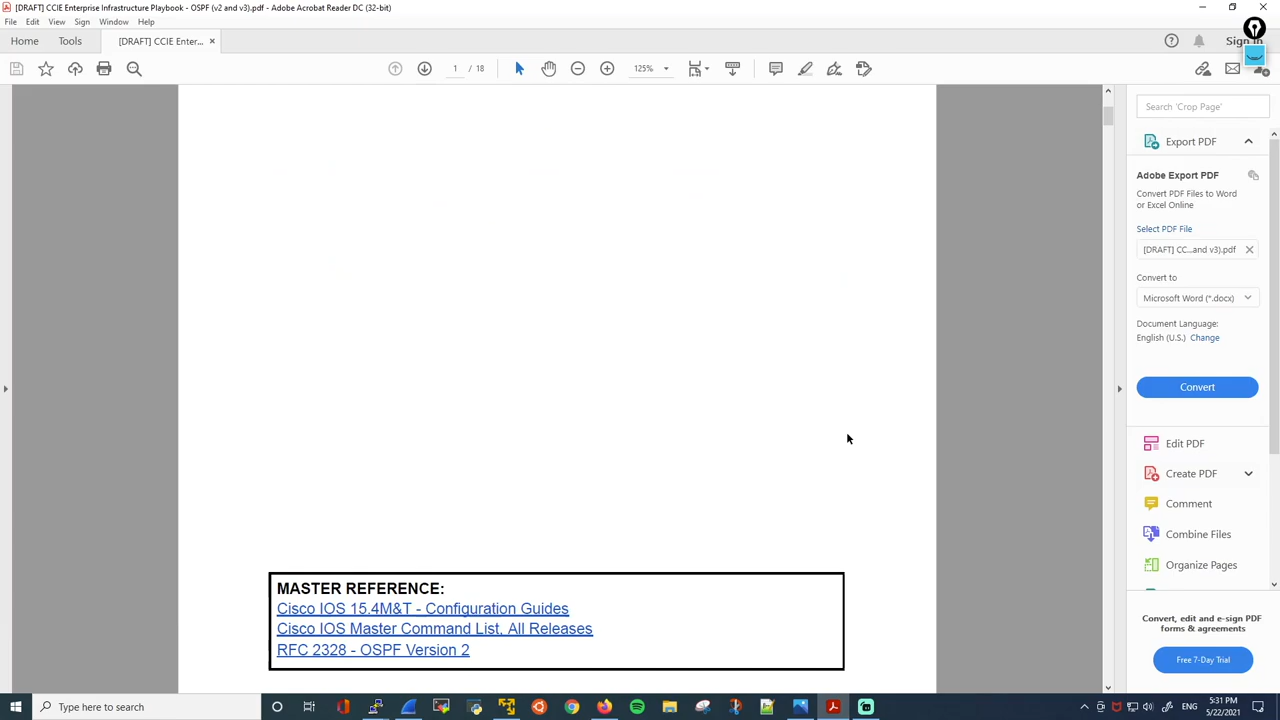 [DRAFT] CCIE Enterprise Infrastructure Playbook - OSPF (v2 and v3).pdf - Adobe Acrobat Reader DC (32-bit)
File Edit View Sign Window Help
Home Tools [DRAFT] CCIE Enter... × Sign In
1 / 18 125%
Search 'Crop Page'
Export PDF
Adobe Export PDF
Convert PDF Files to Word
or Excel Online
Select PDF File
[DRAFT] CC...and v3).pdf
Convert to
Microsoft Word (*.docx)
Document Language:
English (U.S.) Change
Convert
Edit PDF
Create PDF
Comment
Combine Files
Organize Pages
Convert, edit and e-sign PDF
forms & agreements
Free 7-Day Trial
MASTER REFERENCE:
Cisco IOS 15.4M&T - Configuration Guides
Cisco IOS Master Command List, All Releases
RFC 2328 - OSPF Version 2
Type here to search
ENG
5:31 PM
5/22/2021